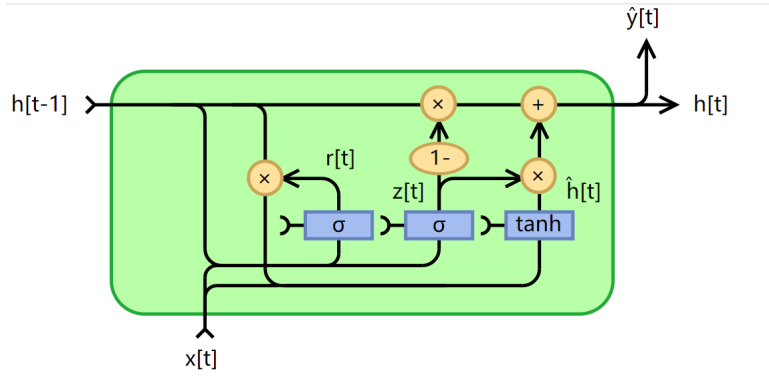 ŷ[t]
h[t-1]
×
+
h[t]
r[t]
1-
×
z[t]
×
ĥ[t]
σ
σ
tanh
x[t]